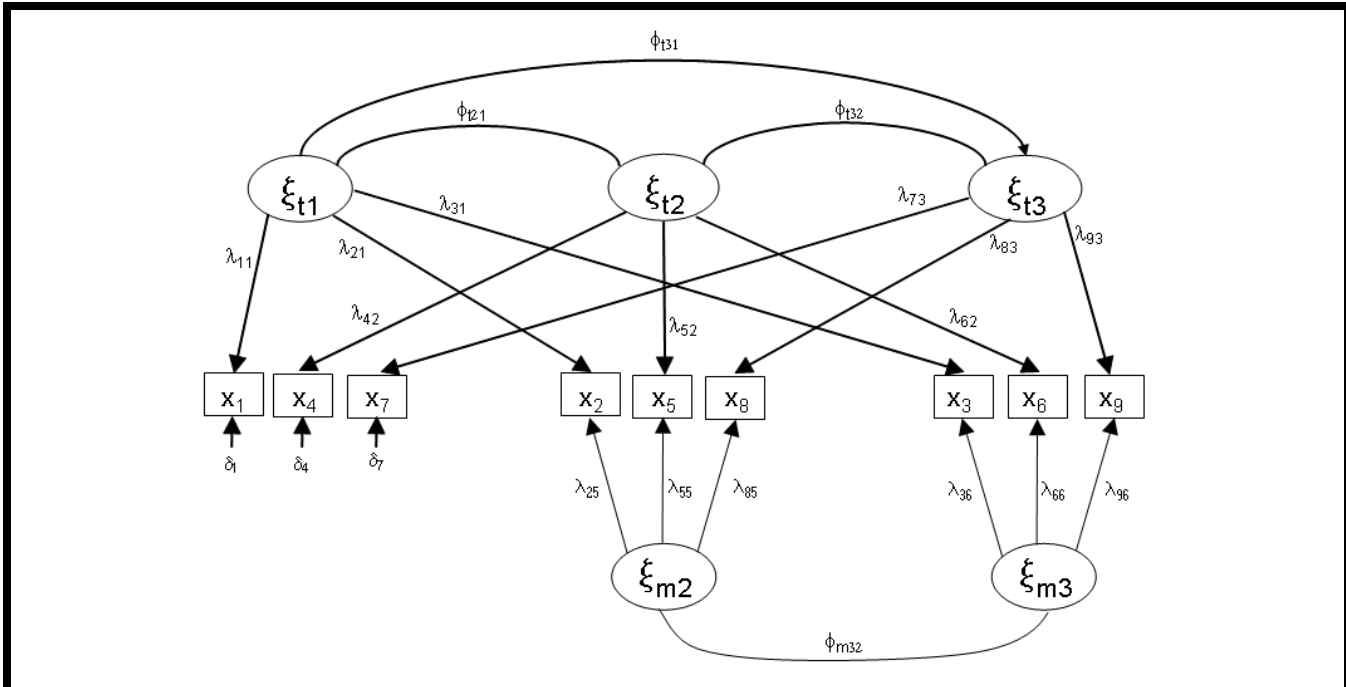 ϕt31
ϕt21
ϕt32
ξt1
ξt2
ξt3
λ31
λ73
λ11
λ21
λ83
λ93
λ42
λ52
λ62
x1
x4
x7
x2
x5
x8
x3
x6
x9
δ1
δ4
δ7
λ25
λ55
λ85
λ36
λ66
λ96
ξm2
ξm3
ϕm32